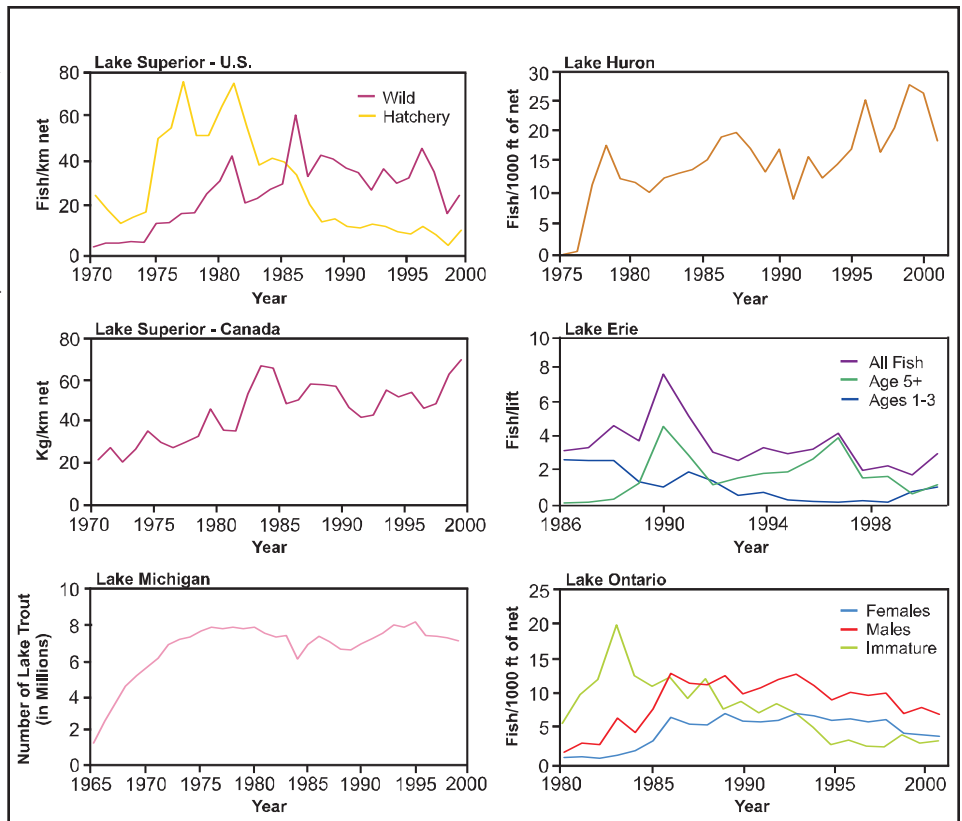 Lake Superior - U.S.
Fish/km net
80
60
40
20
0
Wild
Hatchery
1970 1975 1980 1985 1990 1995 2000
Year
Lake Huron
Fish/1000 ft of net
30
25
20
15
10
5
0
1975 1980 1985 1990 1995 2000
Year
Lake Superior - Canada
Kg/km net
80
60
40
20
0
1970 1975 1980 1985 1990 1995 2000
Year
Lake Erie
Fish/lift
10
8
6
4
2
0
All Fish
Age 5+
Ages 1-3
1986 1990 1994 1998
Year
Lake Michigan
Number of Lake Trout
(in Millions)
10
8
6
4
2
0
1965 1970 1975 1980 1985 1990 1995 2000
Year
Lake Ontario
Fish/1000 ft of net
25
20
15
10
5
0
Females
Males
Immature
1980 1985 1990 1995 2000
Year